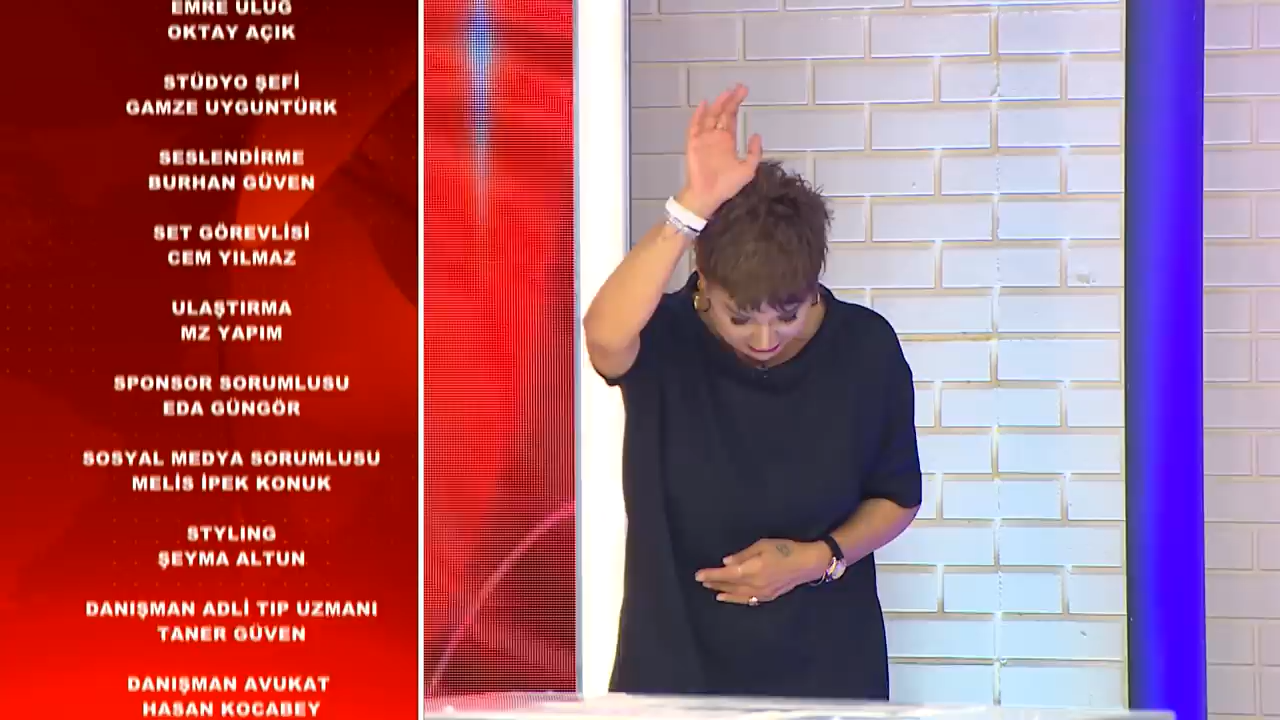 EMRE ULUĞ
OKTAY AÇIK
STÜDYO ŞEFİ
GAMZE UYGUNTÜRK
SESLENDİRME
BURHAN GÜVEN
SET GÖREVLİSİ
CEM YILMAZ
ULAŞTIRMA
MZ YAPIM
SPONSOR SORUMLUSU
EDA GÜNGÖR
SOSYAL MEDYA SORUMLUSU
MELİS İPEK KONUK
STYLING
ŞEYMA ALTUN
DANIŞMAN ADLİ TIP UZMANI
TANER GÜVEN
DANIŞMAN AVUKAT
HASAN KOCABEY